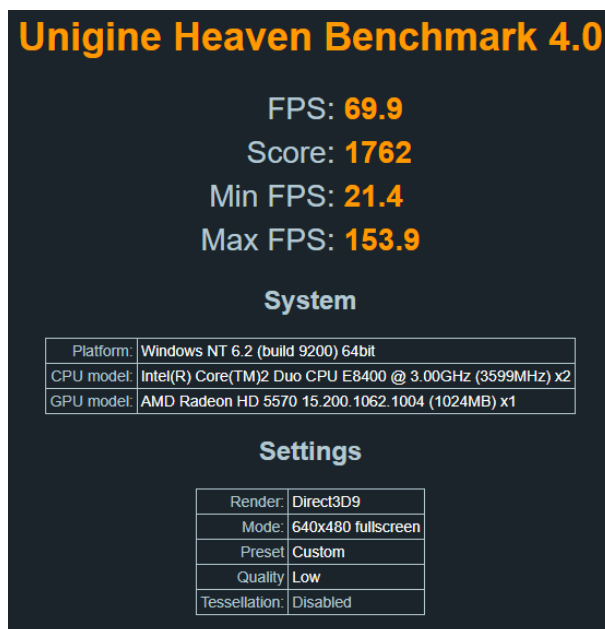 Unigine Heaven Benchmark 4.0
FPS: 69.9
Score: 1762
Min FPS: 21.4
Max FPS: 153.9
System
Platform: Windows NT 6.2 (build 9200) 64bit
CPU model: Intel(R) Core(TM)2 Duo CPU E8400 @ 3.00GHz (3599MHz) x2
GPU model: AMD Radeon HD 5570 15.200.1062.1004 (1024MB) x1
Settings
Render: Direct3D9
Mode: 640x480 fullscreen
Preset Custom
Quality Low
Tessellation: Disabled